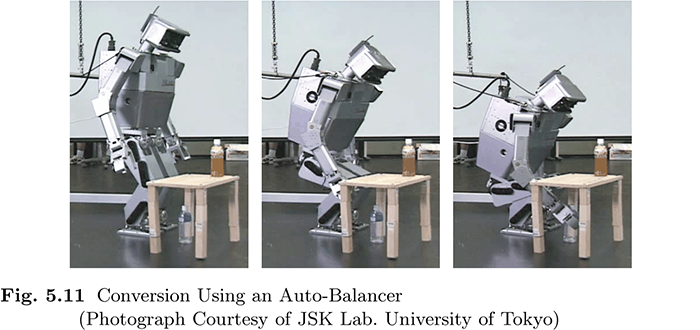 Fig. 5.11 Conversion Using an Auto-Balancer
(Photograph Courtesy of JSK Lab. University of Tokyo)